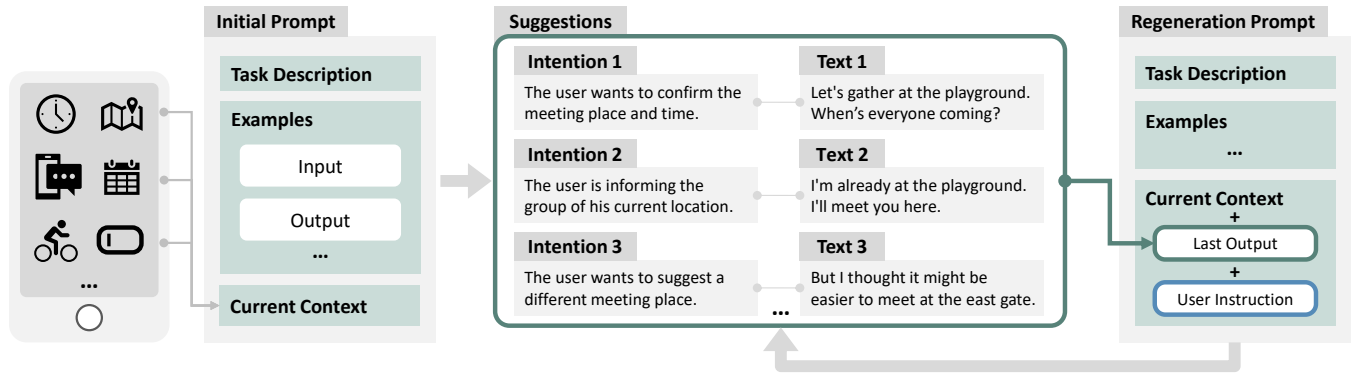 Initial Prompt
Task Description
Examples
Input
Output
...
Current Context
...
Suggestions
Intention 1
The user wants to confirm the
meeting place and time.
Text 1
Let's gather at the playground.
When’s everyone coming?
Intention 2
The user is informing the
group of his current location.
Text 2
I'm already at the playground.
I'll meet you here.
Intention 3
The user wants to suggest a
different meeting place.
Text 3
But I thought it might be
easier to meet at the east gate.
...
Regeneration Prompt
Task Description
Examples
...
Current Context
+
Last Output
+
User Instruction